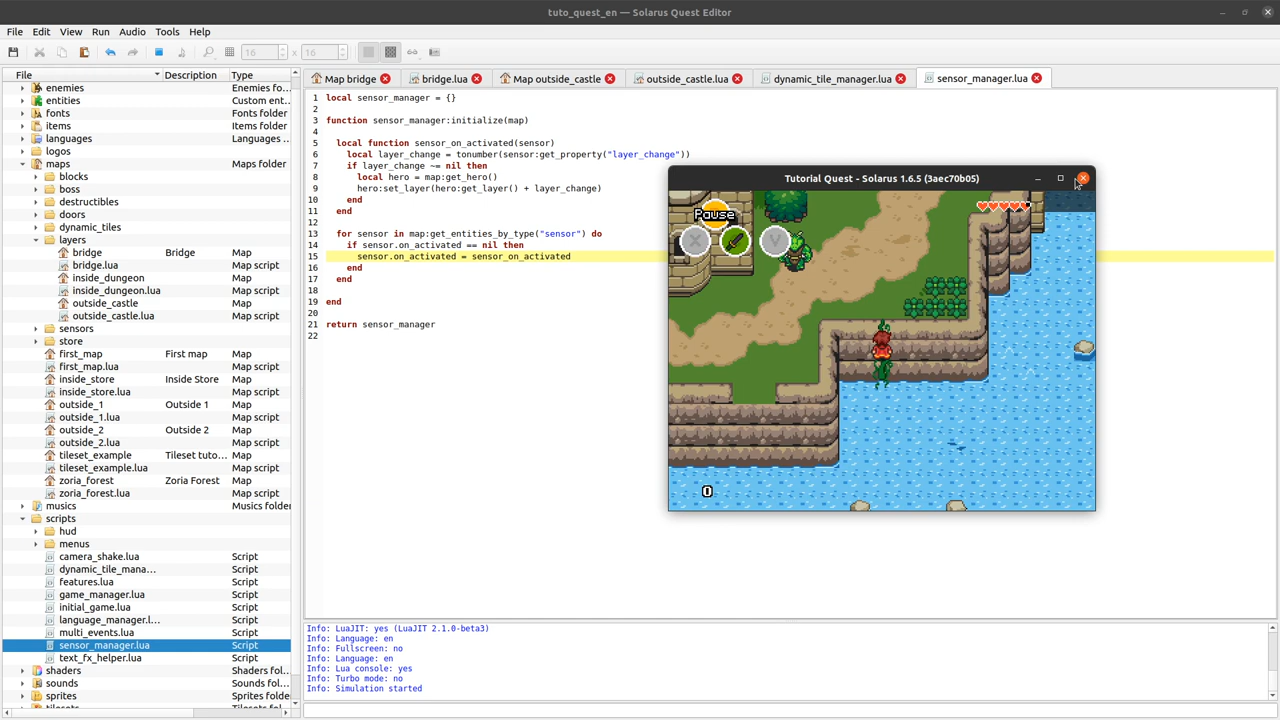 tuto_quest_en — Solarus Quest Editor
File Edit View Run Audio Tools Help
16 x 16
File Description Type
enemies Enemies fo...
entities Custom ent...
fonts Fonts folder
items Items folder
languages Languages ...
logos
maps Maps folder
blocks
boss
destructibles
doors
dynamic_tiles
layers
bridge Bridge Map
bridge.lua Map script
inside_dungeon Map
inside_dungeon.lua Map script
outside_castle Map
outside_castle.lua Map script
sensors
store
first_map First map Map
first_map.lua Map script
inside_store Inside Store Map
inside_store.lua Map script
outside_1 Outside 1 Map
outside_1.lua Map script
outside_2 Outside 2 Map
outside_2.lua Map script
tileset_example Tileset tuto... Map
tileset_example.lua Map script
zoria_forest Zoria Forest Map
zoria_forest.lua Map script
musics Musics folder
scripts Scripts folder
hud
menus
camera_shake.lua Script
dynamic_tile_mana... Script
features.lua Script
game_manager.lua Script
initial_game.lua Script
language_manager.l... Script
multi_events.lua Script
sensor_manager.lua Script
text_fx_helper.lua Script
shaders Shaders fol...
sounds Sounds fol...
sprites Sprites folder
Map bridge bridge.lua Map outside_castle outside_castle.lua dynamic_tile_manager.lua sensor_manager.lua
1 local sensor_manager = {}
2
3 function sensor_manager:initialize(map)
4
5 local function sensor_on_activated(sensor)
6 local layer_change = tonumber(sensor:get_property("layer_change"))
7 if layer_change ~= nil then
8 local hero = map:get_hero()
9 hero:set_layer(hero:get_layer() + layer_change)
10 end
11 end
12
13 for sensor in map:get_entities_by_type("sensor") do
14 if sensor.on_activated == nil then
15 sensor.on_activated = sensor_on_activated
16 end
17 end
18
19 end
20
21 return sensor_manager
22
Tutorial Quest - Solarus 1.6.5 (3aec70b05)
Pause
X
V
0
Info: LuaJIT: yes (LuaJIT 2.1.0-beta3)
Info: Language: en
Info: Fullscreen: no
Info: Language: en
Info: Lua console: yes
Info: Turbo mode: no
Info: Simulation started